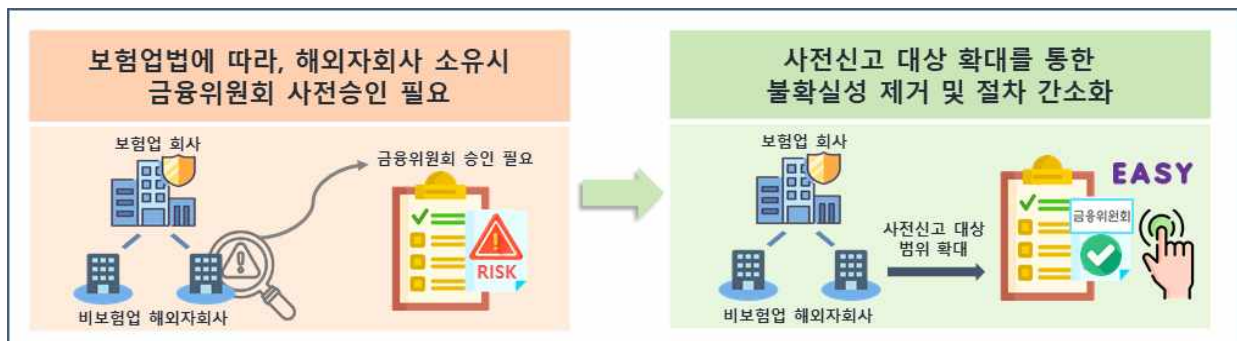 보험업법에 따라, 해외자회사 소유시
금융위원회 사전승인 필요
보험업 회사
금융위원회 승인 필요
RISK
비보험업 해외자회사
사전신고 대상 확대를 통한
불확실성 제거 및 절차 간소화
보험업 회사
EASY
금융위원회
사전신고 대상
범위 확대
비보험업 해외자회사